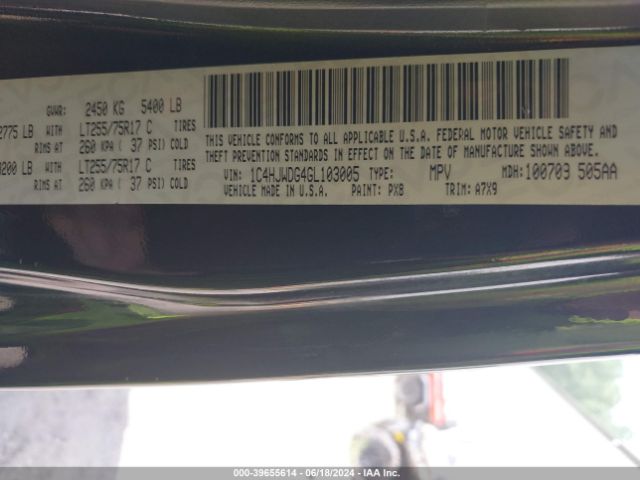 GVWR: 2450 KG 5400 LB
2775 LB WITH LT255/75R17 C TIRES
RIMS AT 260 KPA ( 37 PSI) COLD
200 LB WITH LT255/75R17 C TIRES
RIMS AT 260 KPA ( 37 PSI) COLD
THIS VEHICLE CONFORMS TO ALL APPLICABLE U.S.A. FEDERAL MOTOR VEHICLE SAFETY AND
THEFT PREVENTION STANDARDS IN EFFECT ON THE DATE OF MANUFACTURE SHOWN ABOVE.
VIN: 1C4HJWDG4GL103005 TYPE: MPV MDH: 100703 505AA
VEHICLE MADE IN U.S.A. PAINT: PX8 TRIM: A7X9
000-39655614 - 06/18/2024 - IAA Inc.